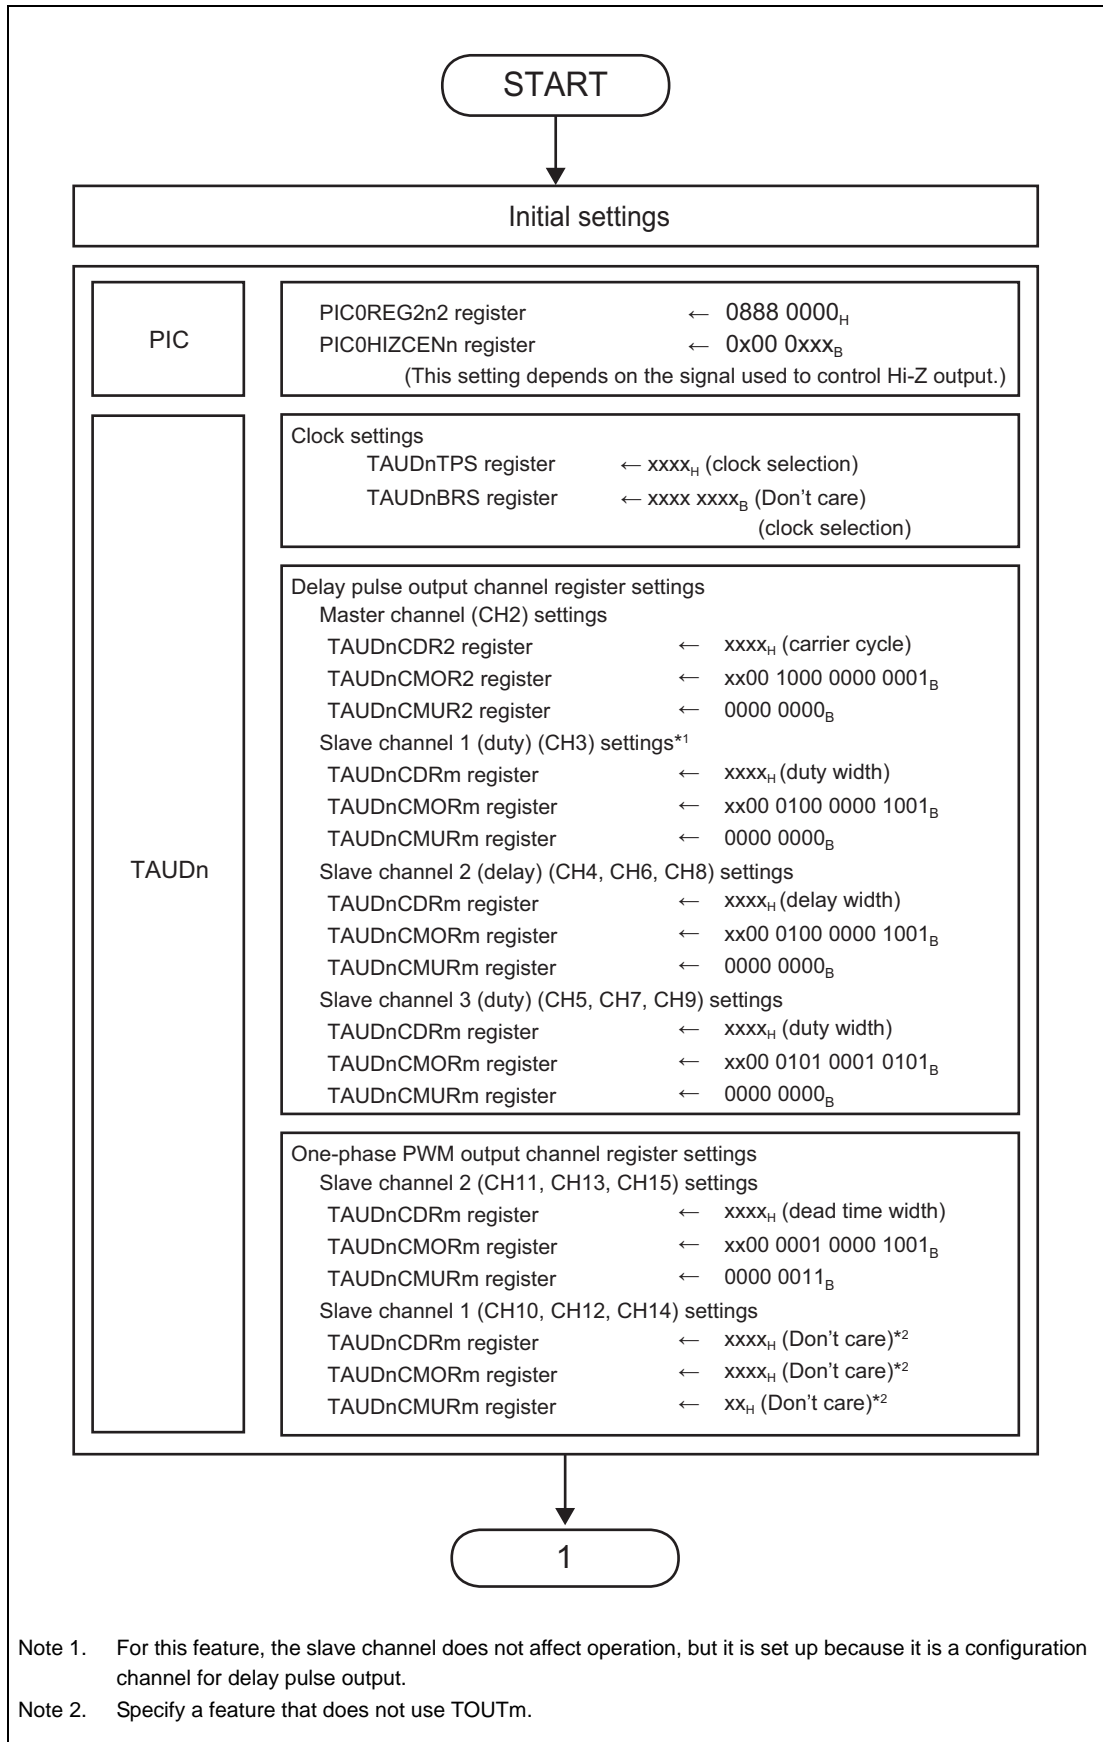 START
Initial settings
PIC
PIC0REG2n2 register ← 0888 0000H
PIC0HIZCENn register ← 0x00 0xxxB
(This setting depends on the signal used to control Hi-Z output.)
TAUDn
Clock settings
TAUDnTPS register ← xxxxH (clock selection)
TAUDnBRS register ← xxxx xxxxB (Don't care)
(clock selection)
Delay pulse output channel register settings
Master channel (CH2) settings
TAUDnCDR2 register ← xxxxH (carrier cycle)
TAUDnCMOR2 register ← xx00 1000 0000 0001B
TAUDnCMUR2 register ← 0000 0000B
Slave channel 1 (duty) (CH3) settings*1
TAUDnCDRm register ← xxxxH (duty width)
TAUDnCMORm register ← xx00 0100 0000 1001B
TAUDnCMURm register ← 0000 0000B
Slave channel 2 (delay) (CH4, CH6, CH8) settings
TAUDnCDRm register ← xxxxH (delay width)
TAUDnCMORm register ← xx00 0100 0000 1001B
TAUDnCMURm register ← 0000 0000B
Slave channel 3 (duty) (CH5, CH7, CH9) settings
TAUDnCDRm register ← xxxxH (duty width)
TAUDnCMORm register ← xx00 0101 0001 0101B
TAUDnCMURm register ← 0000 0000B
One-phase PWM output channel register settings
Slave channel 2 (CH11, CH13, CH15) settings
TAUDnCDRm register ← xxxxH (dead time width)
TAUDnCMORm register ← xx00 0001 0000 1001B
TAUDnCMURm register ← 0000 0011B
Slave channel 1 (CH10, CH12, CH14) settings
TAUDnCDRm register ← xxxxH (Don't care)*2
TAUDnCMORm register ← xxxxH (Don't care)*2
TAUDnCMURm register ← xxH (Don't care)*2
1
Note 1. For this feature, the slave channel does not affect operation, but it is set up because it is a configuration
channel for delay pulse output.
Note 2. Specify a feature that does not use TOUTm.